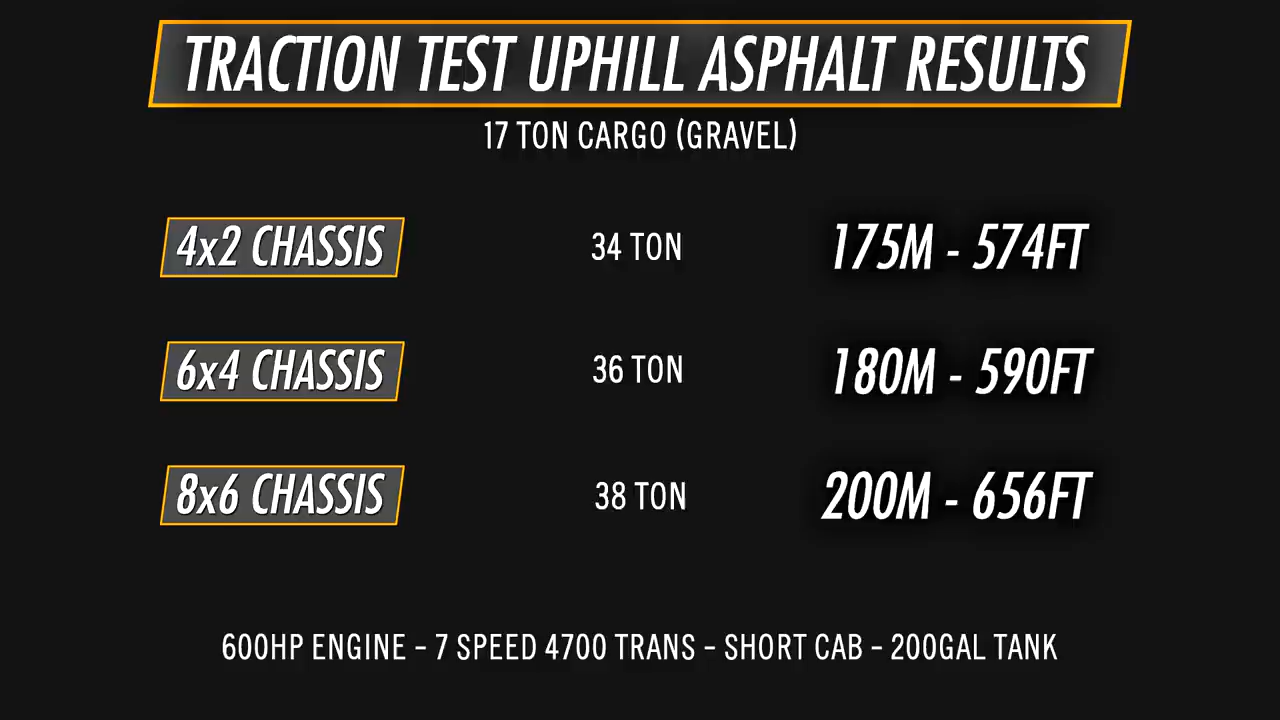 TRACTION TEST UPHILL ASPHALT RESULTS
17 TON CARGO (GRAVEL)
4x2 CHASSIS 34 TON 175M - 574FT
6x4 CHASSIS 36 TON 180M - 590FT
8x6 CHASSIS 38 TON 200M - 656FT
600HP ENGINE - 7 SPEED 4700 TRANS - SHORT CAB - 200GAL TANK